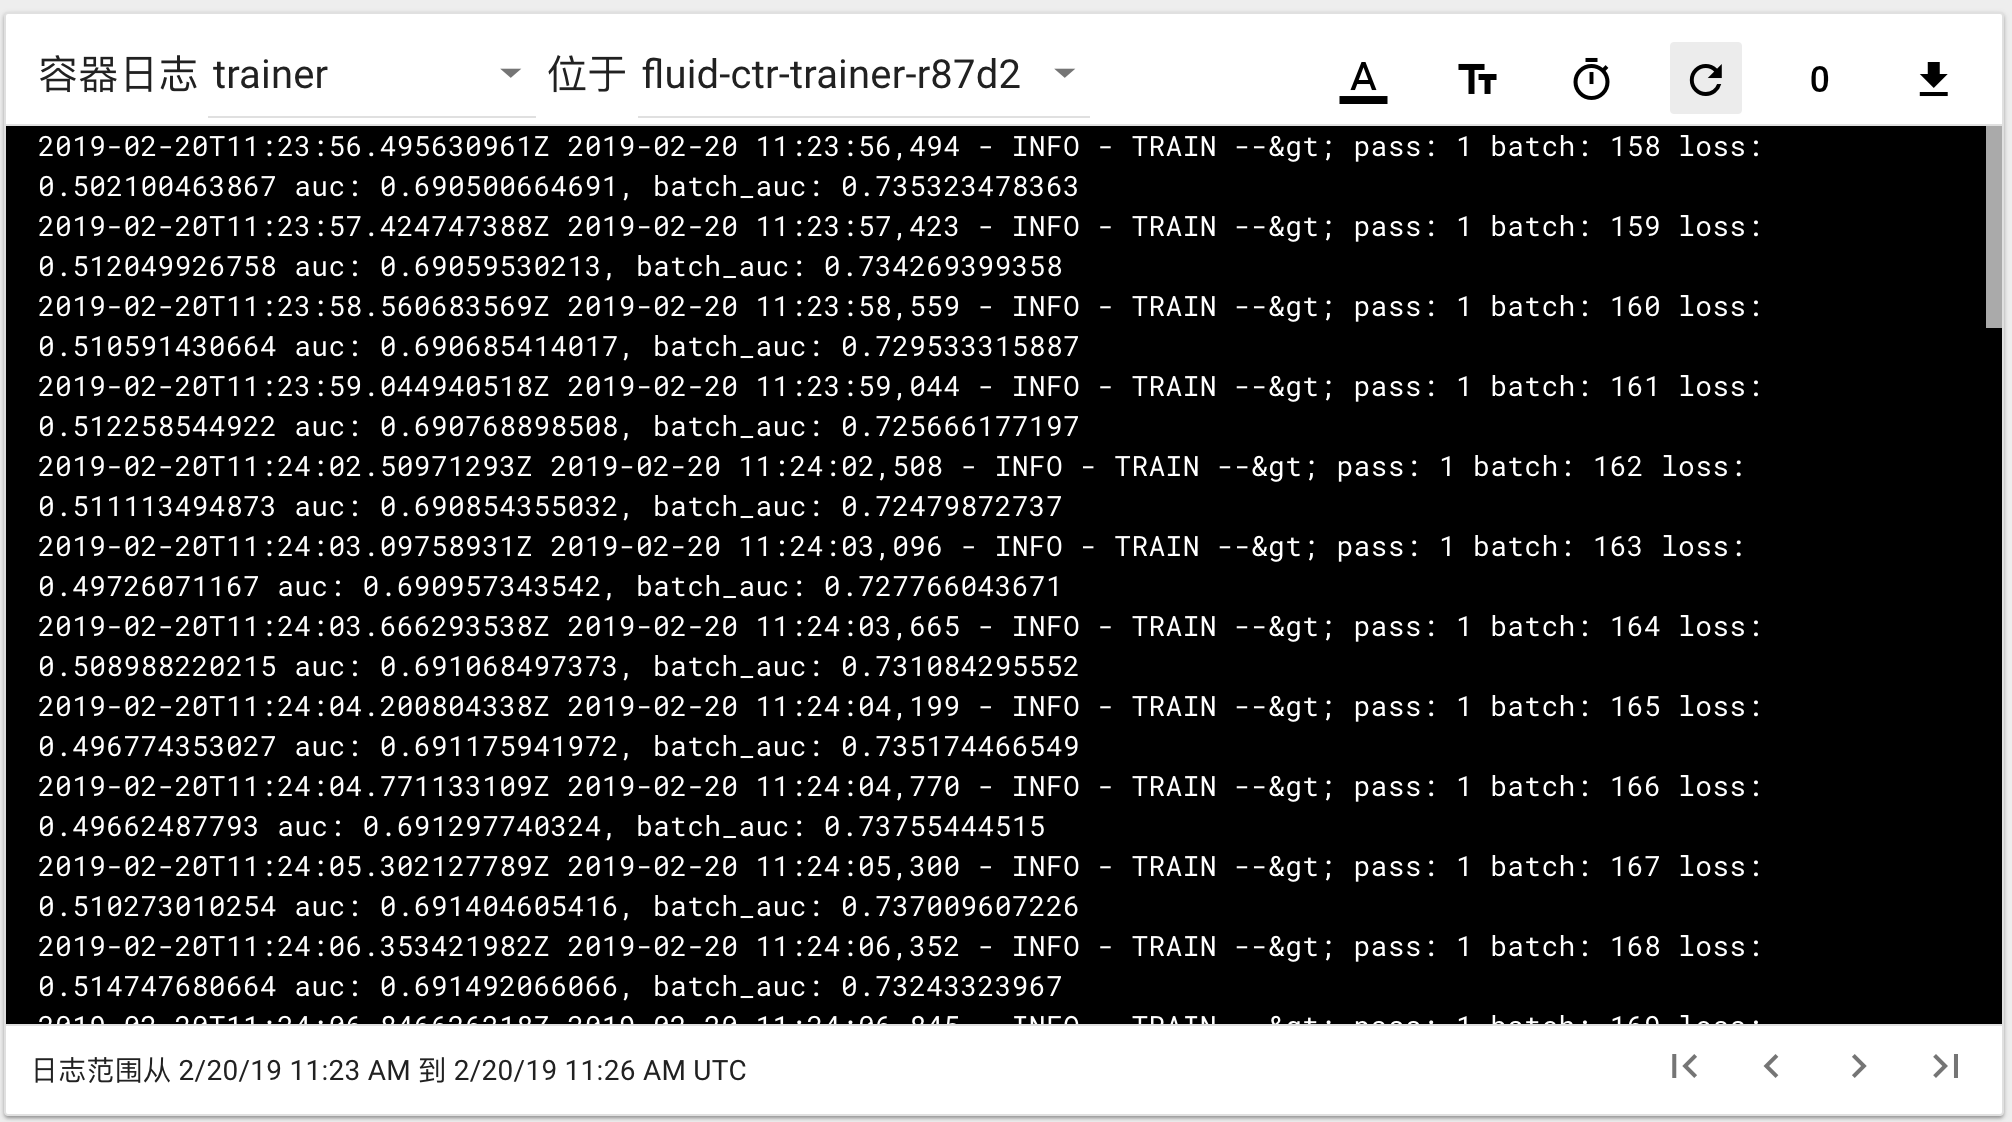 容器日志 trainer 位于 fluid-ctr-trainer-r87d2 A Tт 0
2019-02-20T11:23:56.495630961Z 2019-02-20 11:23:56,494 - INFO - TRAIN --&gt; pass: 1 batch: 158 loss:
0.502100463867 auc: 0.690500664691, batch_auc: 0.735323478363
2019-02-20T11:23:57.424747388Z 2019-02-20 11:23:57,423 - INFO - TRAIN --&gt; pass: 1 batch: 159 loss:
0.512049926758 auc: 0.69059530213, batch_auc: 0.734269399358
2019-02-20T11:23:58.560683569Z 2019-02-20 11:23:58,559 - INFO - TRAIN --&gt; pass: 1 batch: 160 loss:
0.510591430664 auc: 0.690685414017, batch_auc: 0.729533315887
2019-02-20T11:23:59.044940518Z 2019-02-20 11:23:59,044 - INFO - TRAIN --&gt; pass: 1 batch: 161 loss:
0.512258544922 auc: 0.690768898508, batch_auc: 0.725666177197
2019-02-20T11:24:02.50971293Z 2019-02-20 11:24:02,508 - INFO - TRAIN --&gt; pass: 1 batch: 162 loss:
0.511113494873 auc: 0.690854355032, batch_auc: 0.72479872737
2019-02-20T11:24:03.09758931Z 2019-02-20 11:24:03,096 - INFO - TRAIN --&gt; pass: 1 batch: 163 loss:
0.49726071167 auc: 0.690957343542, batch_auc: 0.727766043671
2019-02-20T11:24:03.666293538Z 2019-02-20 11:24:03,665 - INFO - TRAIN --&gt; pass: 1 batch: 164 loss:
0.508988220215 auc: 0.691068497373, batch_auc: 0.731084295552
2019-02-20T11:24:04.200804338Z 2019-02-20 11:24:04,199 - INFO - TRAIN --&gt; pass: 1 batch: 165 loss:
0.496774353027 auc: 0.691175941972, batch_auc: 0.735174466549
2019-02-20T11:24:04.771133109Z 2019-02-20 11:24:04,770 - INFO - TRAIN --&gt; pass: 1 batch: 166 loss:
0.49662487793 auc: 0.691297740324, batch_auc: 0.73755444515
2019-02-20T11:24:05.302127789Z 2019-02-20 11:24:05,300 - INFO - TRAIN --&gt; pass: 1 batch: 167 loss:
0.510273010254 auc: 0.691404605416, batch_auc: 0.737009607226
2019-02-20T11:24:06.353421982Z 2019-02-20 11:24:06,352 - INFO - TRAIN --&gt; pass: 1 batch: 168 loss:
0.514747680664 auc: 0.691492066066, batch_auc: 0.73243323967
日志范围从 2/20/19 11:23 AM 到 2/20/19 11:26 AM UTC